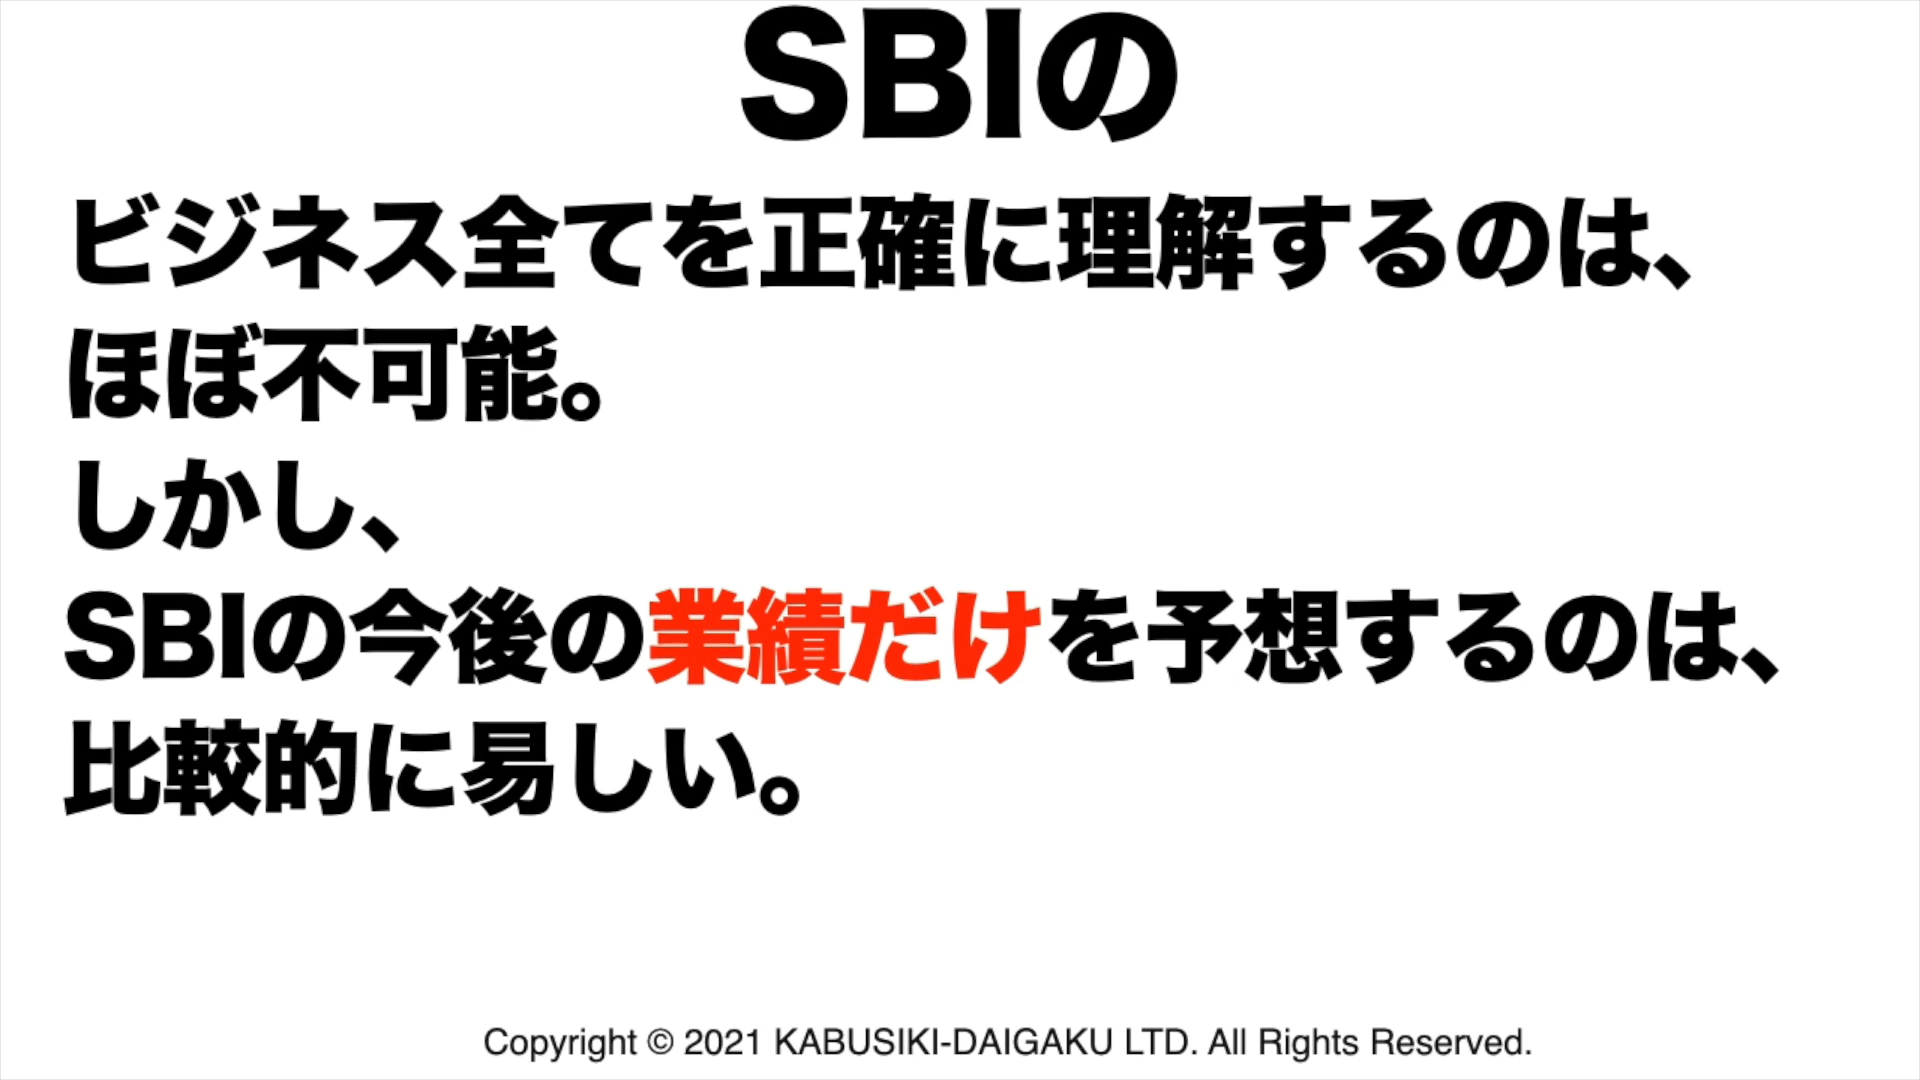 SBIの
ビジネス全てを正確に理解するのは、
ほぼ不可能。
しかし、
SBIの今後の業績だけを予想するのは、
比較的に易しい。
Copyright © 2021 KABUSIKI-DAIGAKU LTD. All Rights Reserved.